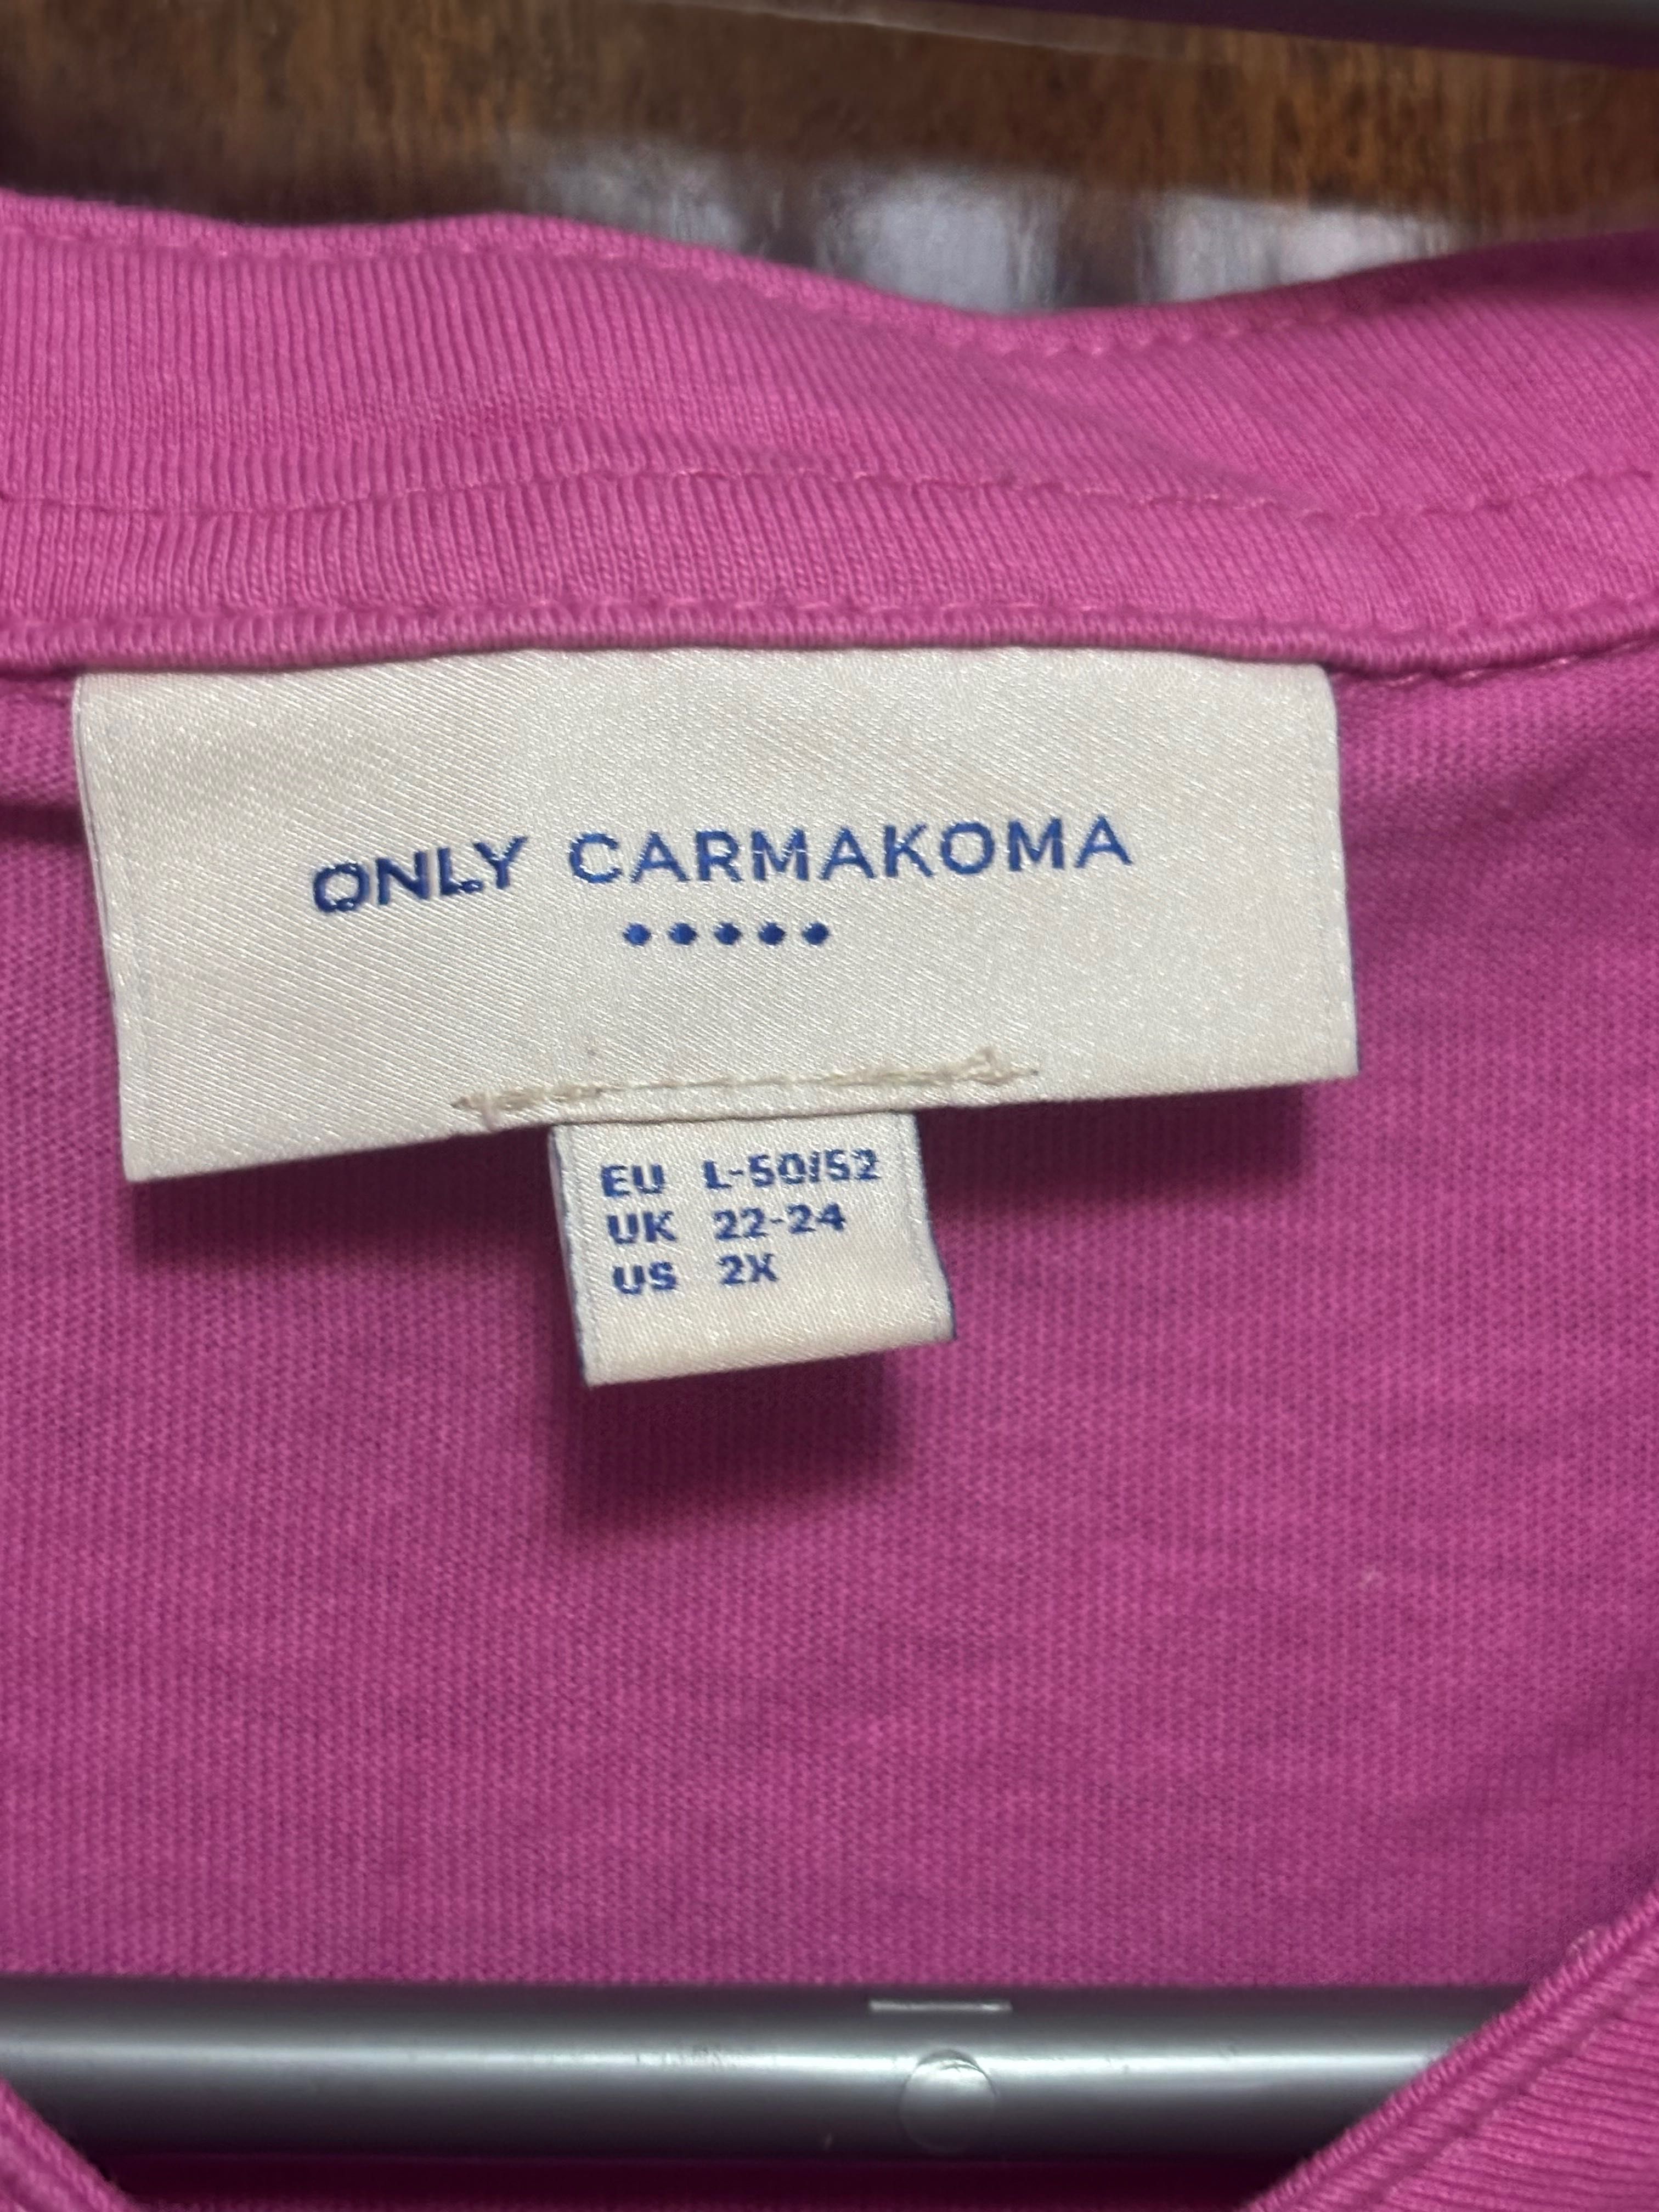 ONLY CARMAKOMA
EU L-50/52
UK 22-24
US 2X